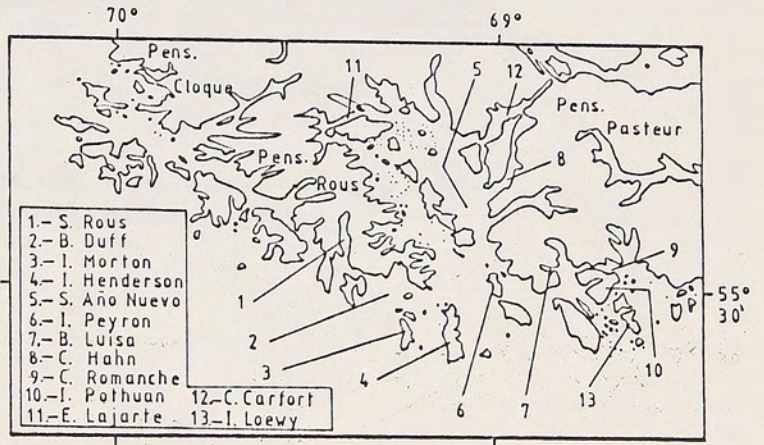 70°
69°
Pens.
Cloque
11
5
12
Pens.
Pasteur
Pens.
Rous
8
1.- S. Rous
2.- B. Duff
3.- I. Morton
4.- I. Henderson
5.- S. Año Nuevo
6.- I. Peyron
7.- B. Luisa
8.- C. Hahn
9.- C. Romanche
10.- I. Pothuan
11.- E. Lajarte
12.- C. Carfort
13.- I. Loewy
9
1
2
3
4
6
7
13
10
55°
30'